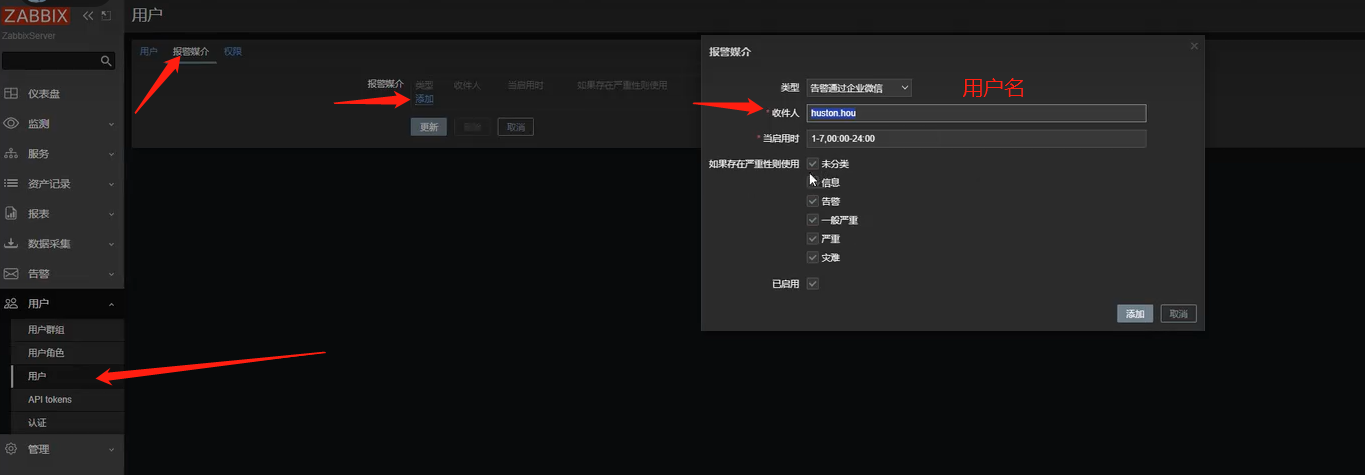 ZABBIX
ZabbixServer
仪表盘
监测
服务
资产记录
报表
数据采集
告警
用户
用户群组
用户角色
用户
API tokens
认证
管理
用户
用户 报警媒介 权限
报警媒介 类型 收件人 当启用时 如果存在严重性则使用
添加
更新 删除 取消
报警媒介
类型 告警通过企业微信
用户名
* 收件人 huston.hou
* 当启用时 1-7,00:00-24:00
如果存在严重性则使用 未分类
信息
告警
一般严重
严重
灾难
已启用
添加 取消